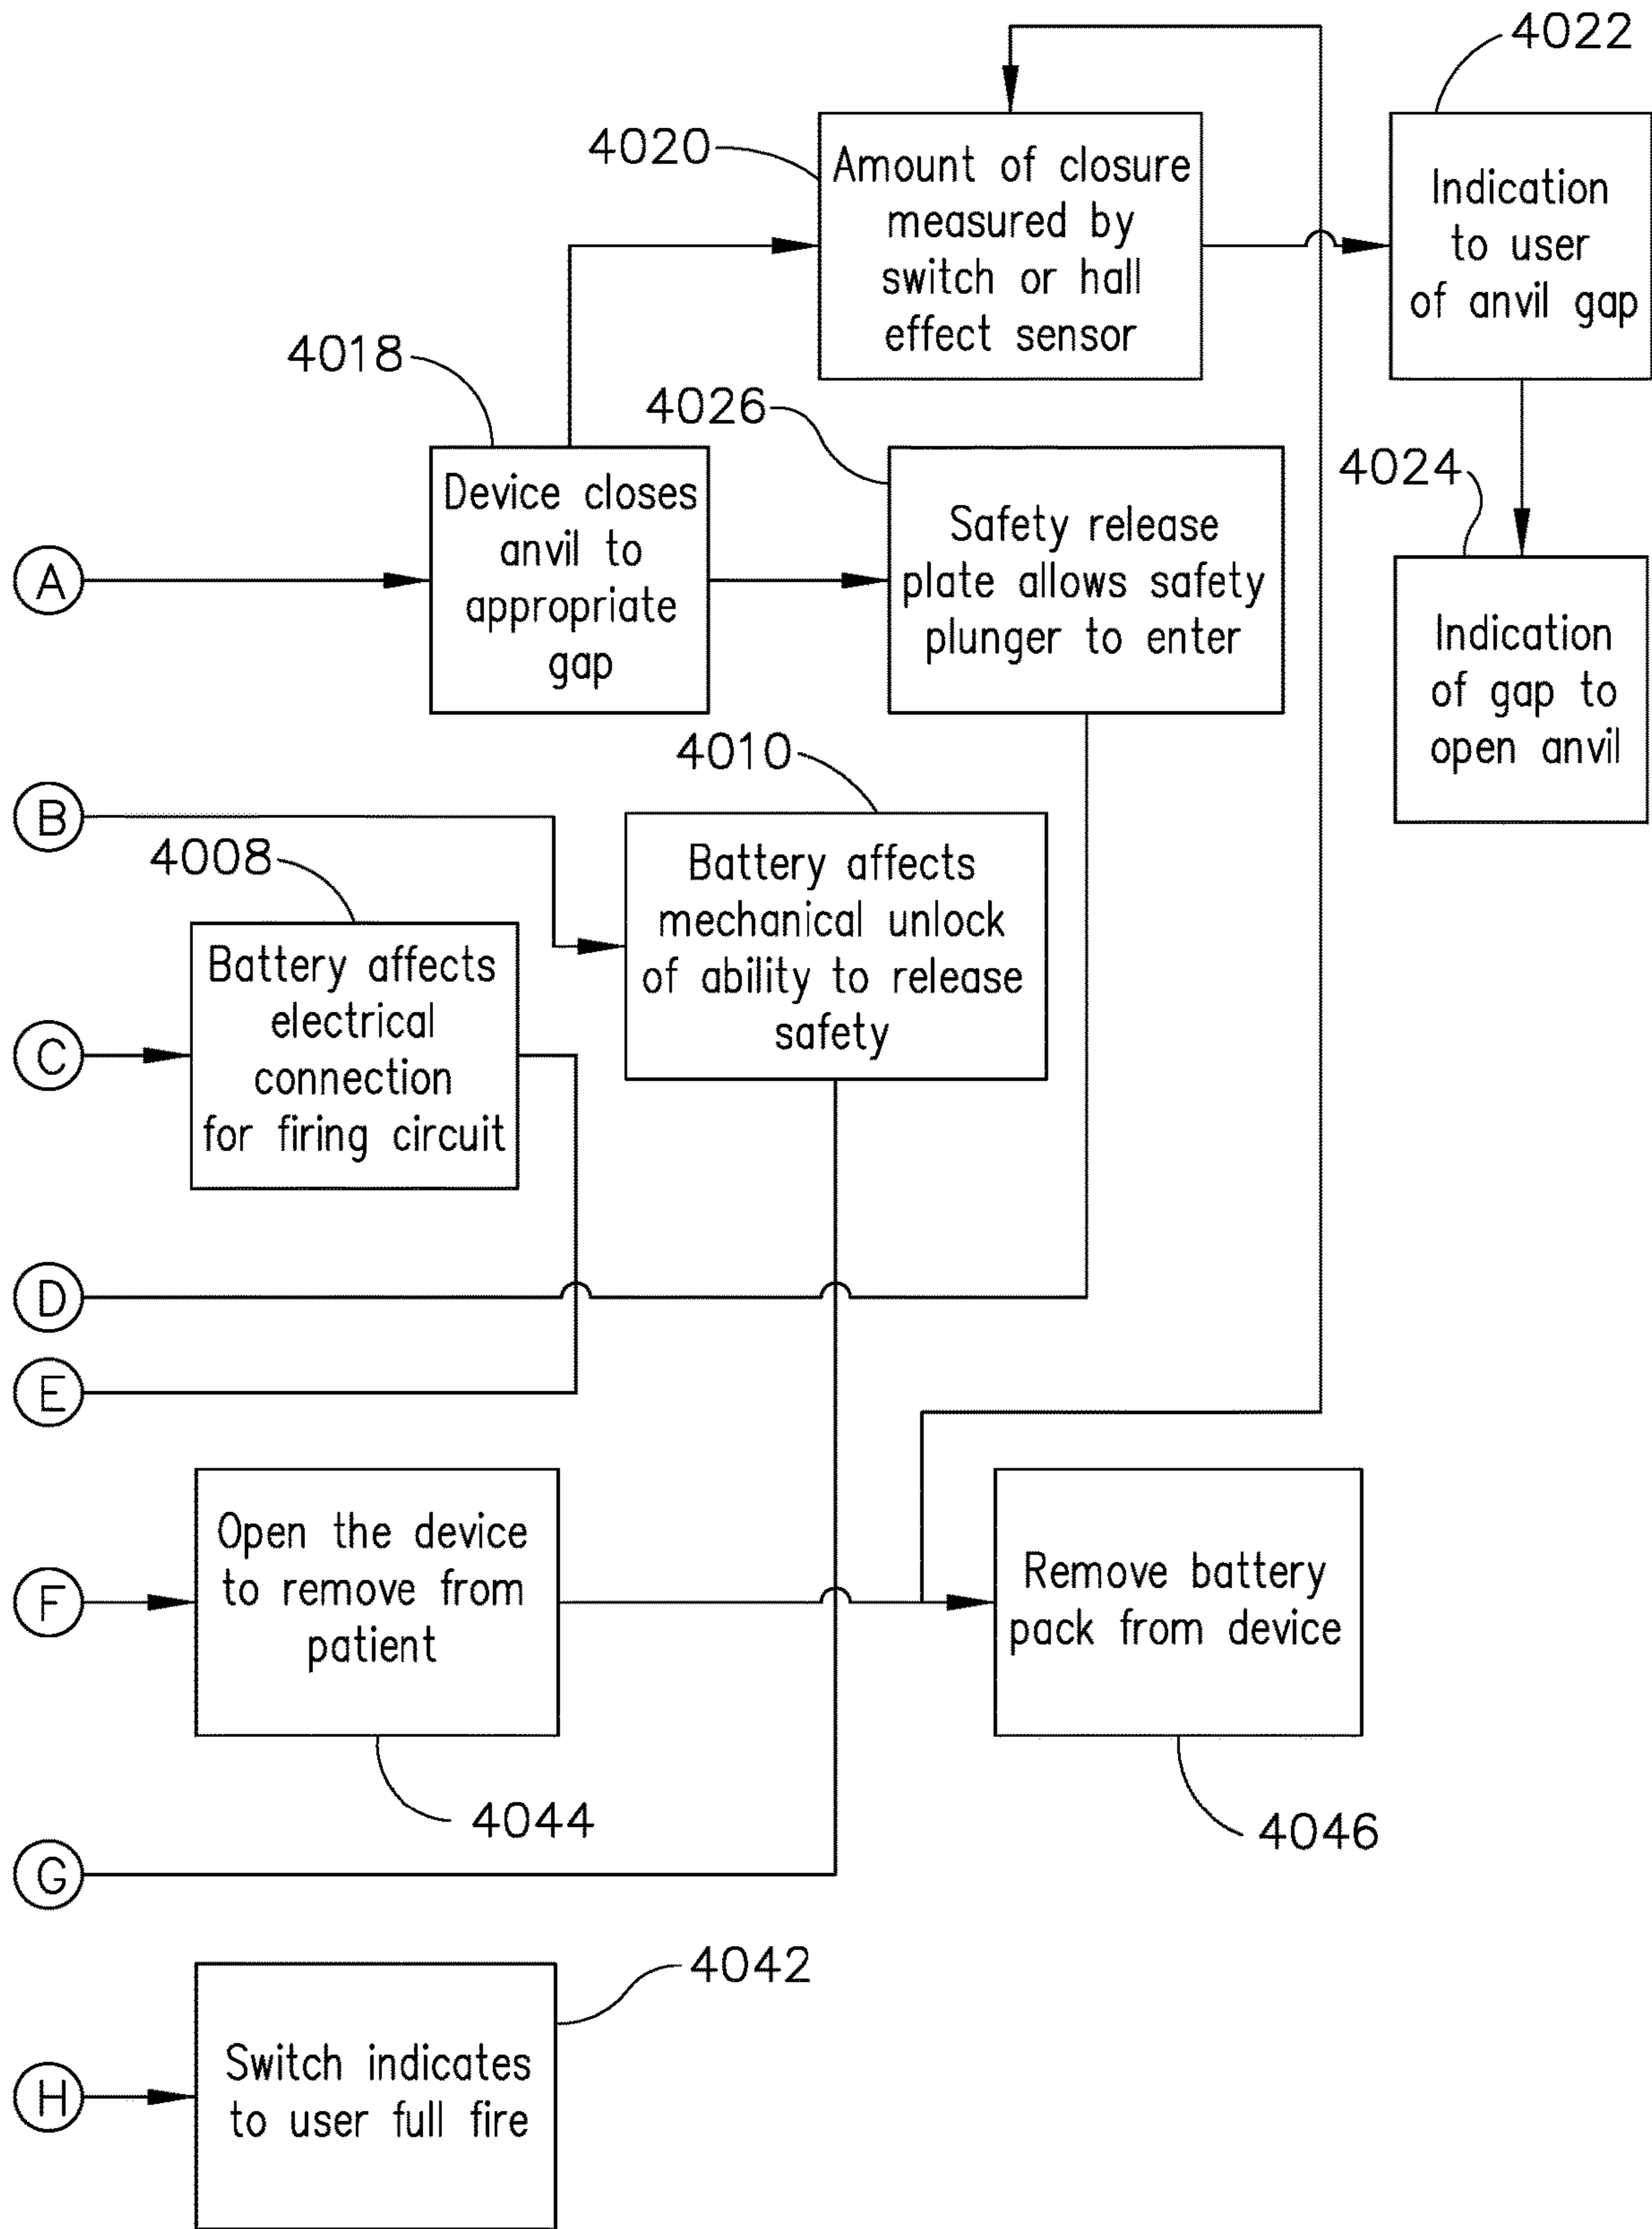 4022
4020
Amount of closure
measured by
switch or hall
effect sensor
Indication
to user
of anvil gap
4018
4026
4024
Device closes
anvil to
appropriate
gap
Safety release
plate allows safety
plunger to enter
Indication
of gap to
open anvil
A
4010
B
4008
Battery affects
mechanical unlock
of ability to release
safety
Battery affects
electrical
connection
for firing circuit
C
D
E
Open the device
to remove from
patient
Remove battery
pack from device
F
4044
4046
G
4042
Switch indicates
to user full fire
H